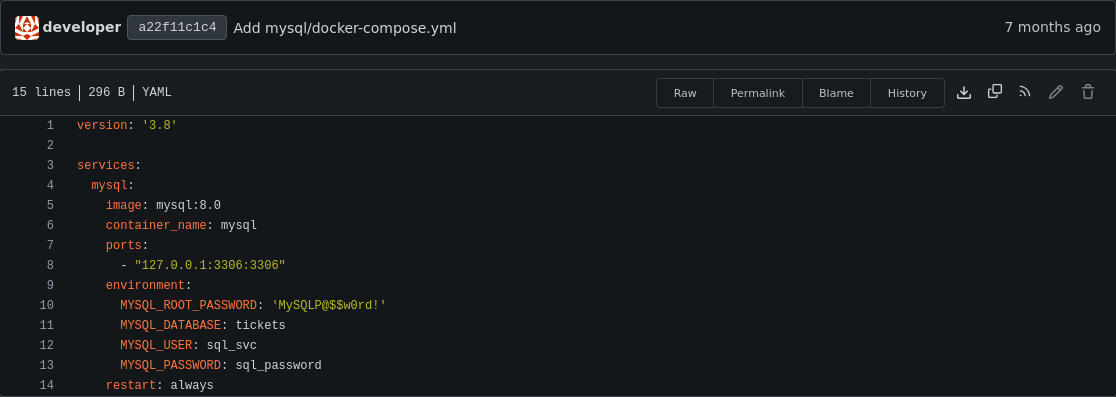 developer a22f11c1c4 Add mysql/docker-compose.yml 7 months ago
15 lines 296 B YAML Raw Permalink Blame History
1 version: '3.8'
2
3 services:
4   mysql:
5     image: mysql:8.0
6     container_name: mysql
7     ports:
8       - "127.0.0.1:3306:3306"
9     environment:
10       MYSQL_ROOT_PASSWORD: 'MySQLP@$$w0rd!'
11       MYSQL_DATABASE: tickets
12       MYSQL_USER: sql_svc
13       MYSQL_PASSWORD: sql_password
14     restart: always